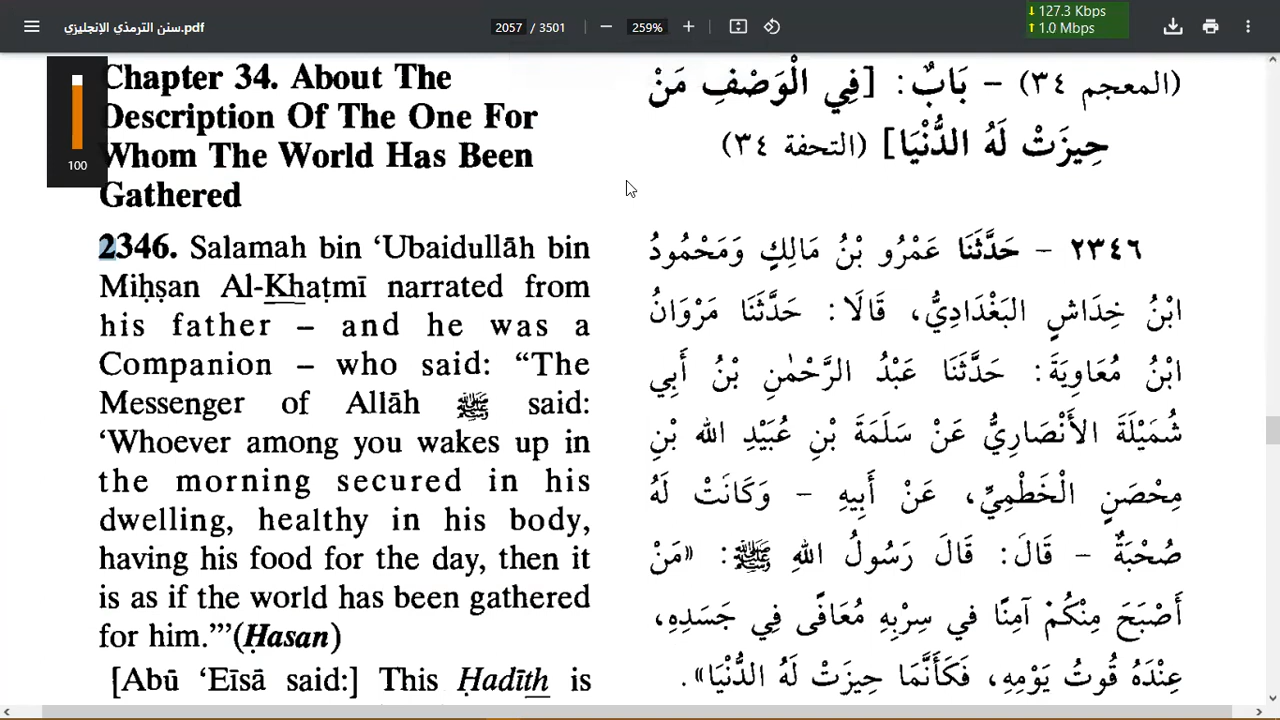 سنن الترمذي الإنجليزي.pdf
2057 / 3501
259%
↓ 127.3 Kbps
↑ 1.0 Mbps
100
Chapter 34. About The
Description Of The One For
Whom The World Has Been
Gathered
2346. Salamah bin ‘Ubaidullāh bin
Miḥṣan Al-Khaṭmī narrated from
his father – and he was a
Companion – who said: “The
Messenger of Allāh ﷺ said:
‘Whoever among you wakes up in
the morning secured in his
dwelling, healthy in his body,
having his food for the day, then it
is as if the world has been gathered
for him.’”(Ḥasan)
[Abū ‘Eīsā said:] This Ḥadīth is
(المعجم ٣٤) – بَابٌ: [فِي الْوَصْفِ مَنْ
حِيزَتْ لَهُ الدُّنْيَا] (التحفة ٣٤)
٢٣٤٦ – حَدَّثَنَا عَمْرُو بْنُ مَالِكٍ وَمَحْمُودُ
ابْنُ خِدَاشٍ البَغْدَادِيُّ، قَالَا: حَدَّثَنَا مَرْوَانُ
ابْنُ مُعَاوِيَةَ: حَدَّثَنَا عَبْدُ الرَّحْمٰنِ بْنُ أَبِي
شُمَيْلَةَ الأَنْصَارِيُّ عَنْ سَلَمَةَ بْنِ عُبَيْدِ الله بْنِ
مِحْصَنٍ الْخَطْمِيِّ، عَنْ أَبِيهِ – وَكَانَتْ لَهُ
صُحْبَةٌ – قَالَ: قَالَ رَسُولُ اللهِ ﷺ: «مَنْ
أَصْبَحَ مِنْكُمْ آمِنًا في سِرْبِهِ مُعَافًى فِي جَسَدِهِ،
عِنْدَهُ قُوتُ يَوْمِهِ، فَكَأَنَّمَا حِيزَتْ لَهُ الدُّنْيَا».